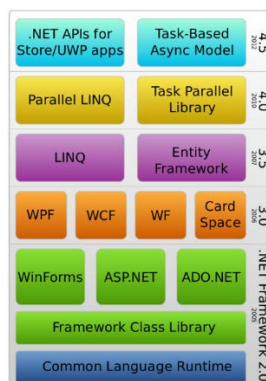 .NET APIs for
Store/UWP apps
Task-Based
Async Model
4.5
2012
Parallel LINQ
Task Parallel
Library
4.0
2010
LINQ
Entity
Framework
3.5
2007
WPF
WCF
WF
Card
Space
3.0
2006
WinForms
ASP.NET
ADO.NET
Framework Class Library
Common Language Runtime
.NET Framework 2.0
2005